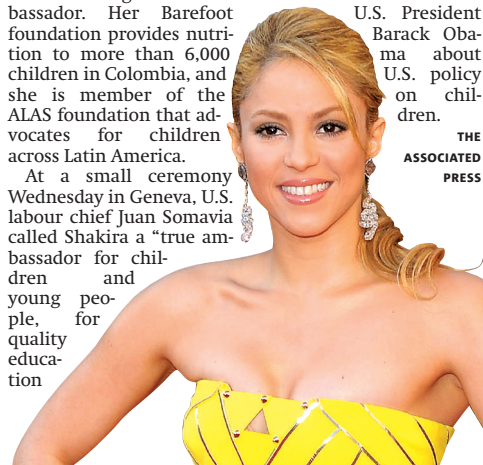 bassador. Her Barefoot
foundation provides nutri-
tion to more than 6,000
children in Colombia, and
she is member of the
ALAS foundation that ad-
vocates for children
across Latin America.
At a small ceremony
Wednesday in Geneva, U.S.
labour chief Juan Somavia
called Shakira a “true am-
bassador for chil-
dren and
young peo-
ple, for
quality
educa-
tion
U.S. President
Barack Oba-
ma about
U.S. policy
on chil-
dren.
THE
ASSOCIATED
PRESS